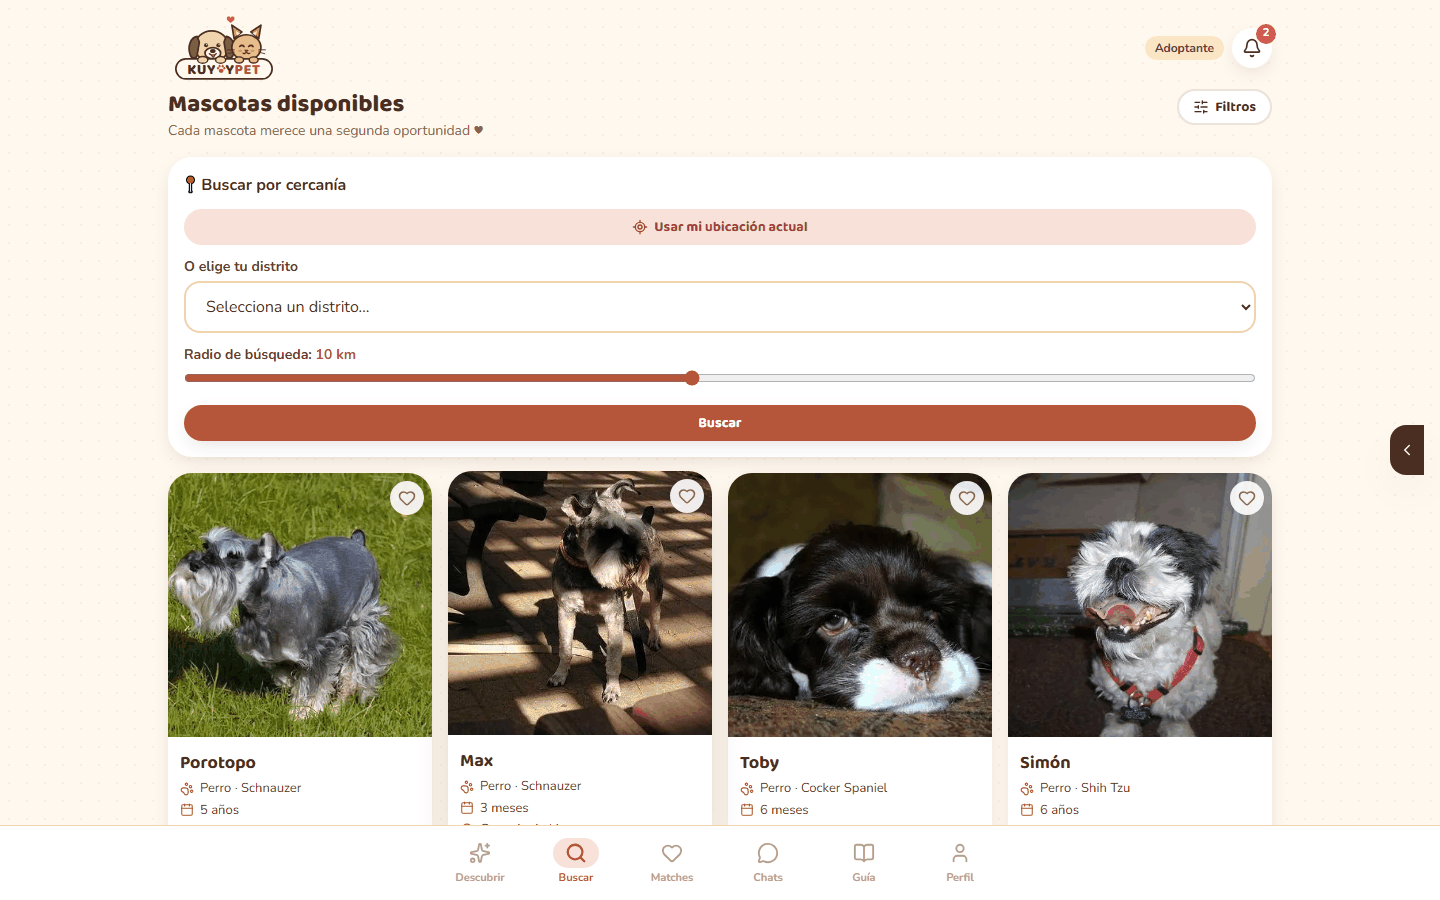 KUYAYPET
Adoptante
2
Mascotas disponibles
Cada mascota merece una segunda oportunidad
Filtros
Buscar por cercanía
Usar mi ubicación actual
O elige tu distrito
Selecciona un distrito...
Radio de búsqueda: 10 km
Buscar
Porotopo
Perro · Schnauzer
5 años
Max
Perro · Schnauzer
3 meses
Toby
Perro · Cocker Spaniel
6 meses
Simón
Perro · Shih Tzu
6 años
Descubrir
Buscar
Matches
Chats
Guía
Perfil